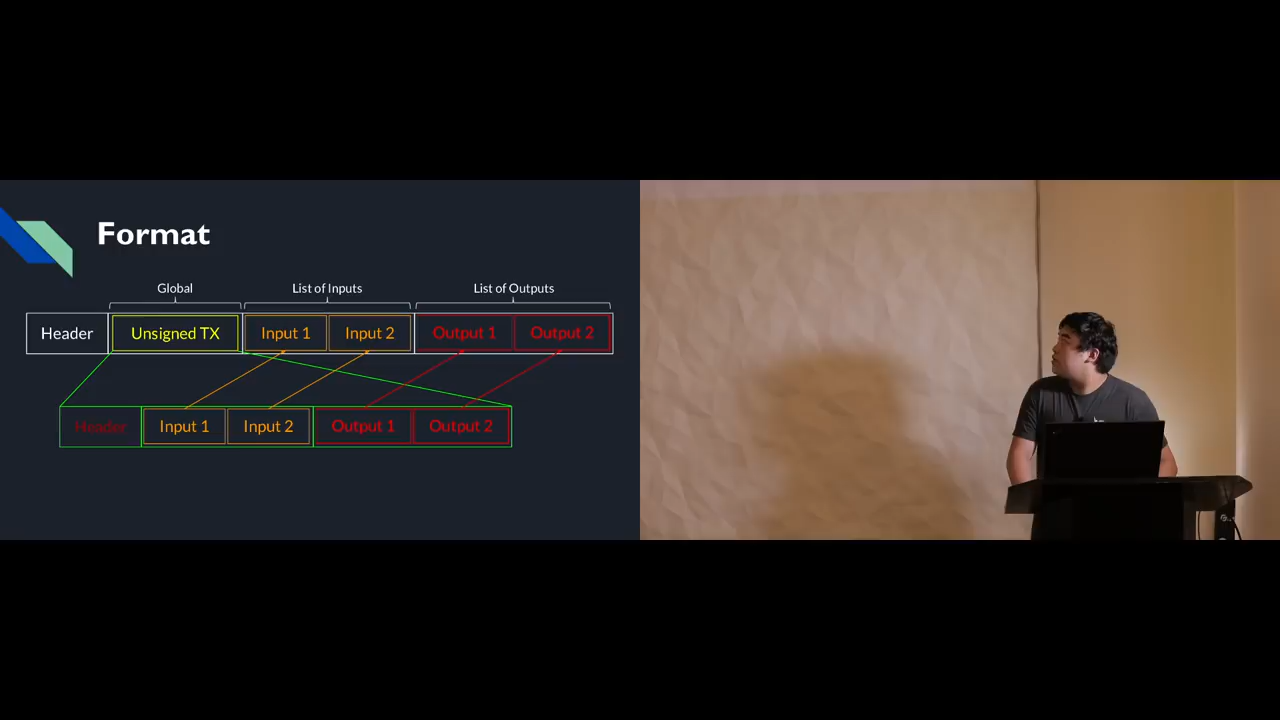 Format
Global
List of Inputs
List of Outputs
Header
Unsigned TX
Input 1
Input 2
Output 1
Output 2
Header
Input 1
Input 2
Output 1
Output 2